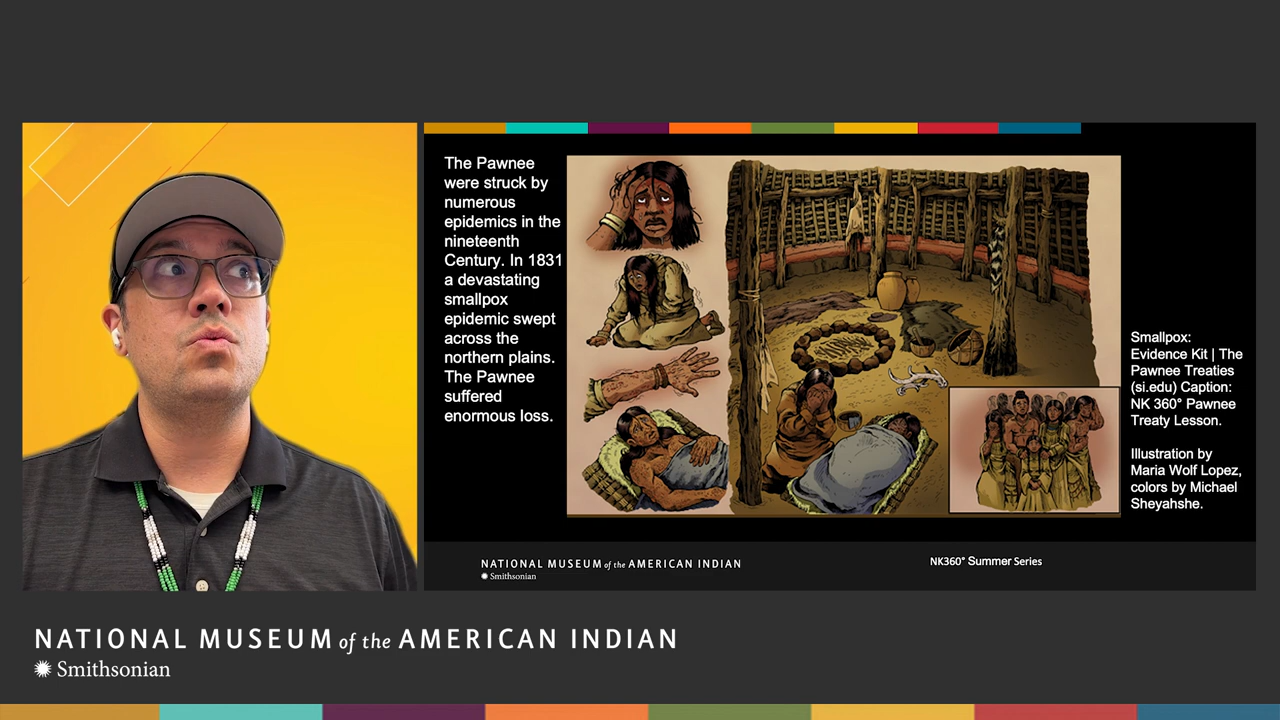 The Pawnee
were struck by
numerous
epidemics in the
nineteenth
Century. In 1831
a devastating
smallpox
epidemic swept
across the
northern plains.
The Pawnee
suffered
enormous loss.
Smallpox:
Evidence Kit | The
Pawnee Treaties
(si.edu) Caption:
NK 360° Pawnee
Treaty Lesson.
Illustration by
Maria Wolf Lopez,
colors by Michael
Sheyahshe.
NATIONAL MUSEUM of the AMERICAN INDIAN
Smithsonian
NK360° Summer Series
NATIONAL MUSEUM of the AMERICAN INDIAN
Smithsonian